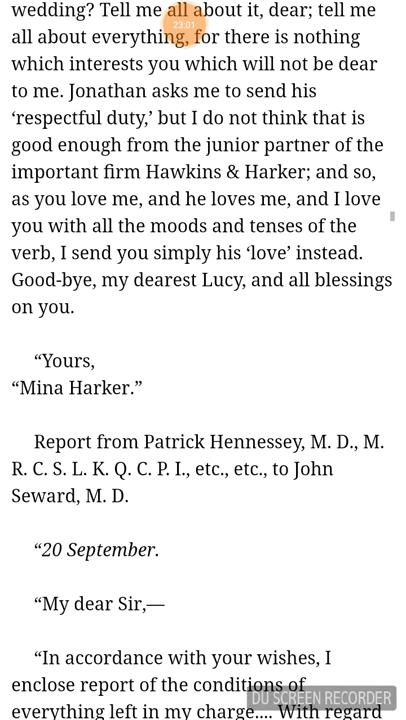 wedding? Tell me all about it, dear; tell me
23:01
all about everything, for there is nothing
which interests you which will not be dear
to me. Jonathan asks me to send his
‘respectful duty,’ but I do not think that is
good enough from the junior partner of the
important firm Hawkins & Harker; and so,
as you love me, and he loves me, and I love
you with all the moods and tenses of the
verb, I send you simply his ‘love’ instead.
Good-bye, my dearest Lucy, and all blessings
on you.
“Yours,
“Mina Harker.”
Report from Patrick Hennessey, M. D., M.
R. C. S. L. K. Q. C. P. I., etc., etc., to John
Seward, M. D.
“20 September.
“My dear Sir,—
“In accordance with your wishes, I
enclose report of the conditions of
DU SCREEN RECORDER
everything left in my charge.... With regard